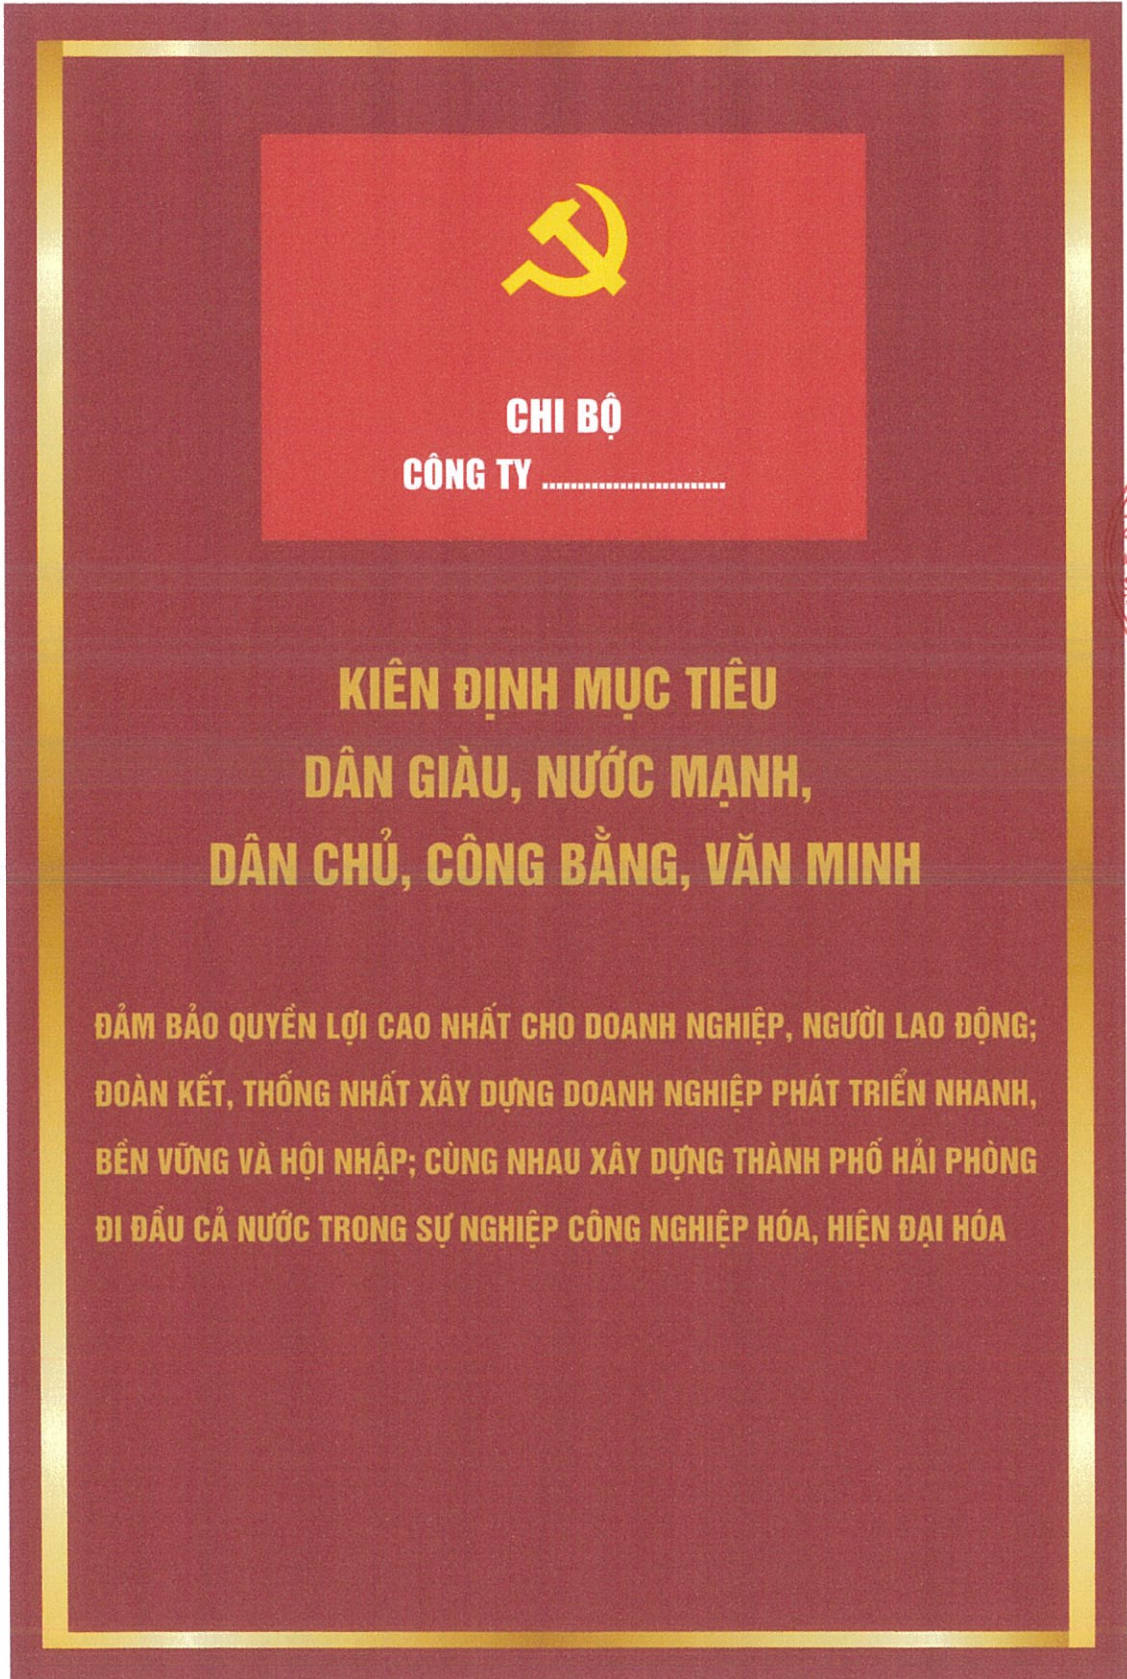 CHI BỘ
CÔNG TY ..........................
KIÊN ĐỊNH MỤC TIÊU
DÂN GIÀU, NƯỚC MẠNH,
DÂN CHỦ, CÔNG BẰNG, VĂN MINH
ĐẢM BẢO QUYỀN LỢI CAO NHẤT CHO DOANH NGHIỆP, NGƯỜI LAO ĐỘNG;
ĐOÀN KẾT, THỐNG NHẤT XÂY DỰNG DOANH NGHIỆP PHÁT TRIỂN NHANH,
BỀN VỮNG VÀ HỘI NHẬP; CÙNG NHAU XÂY DỰNG THÀNH PHỐ HẢI PHÒNG
ĐI ĐẦU CẢ NƯỚC TRONG SỰ NGHIỆP CÔNG NGHIỆP HÓA, HIỆN ĐẠI HÓA